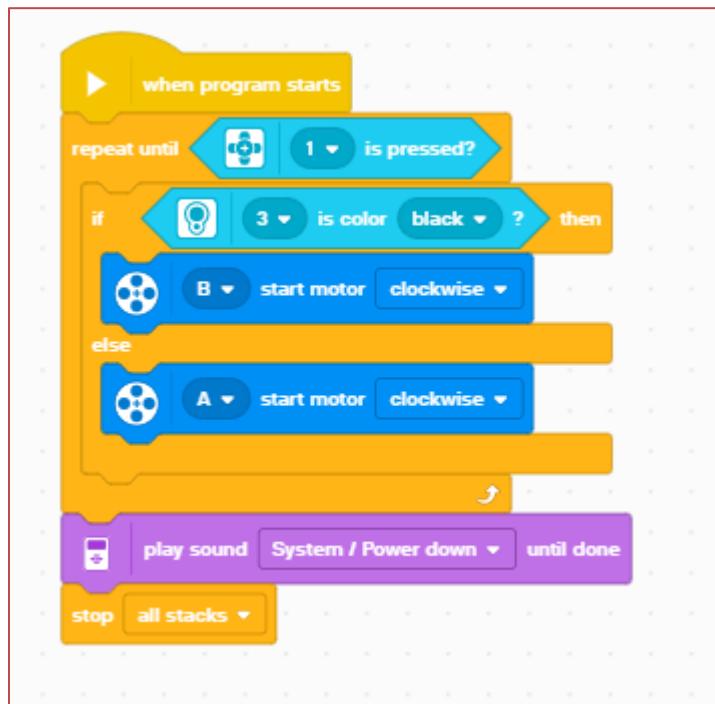 when program starts
repeat until 1 is pressed?
if 3 is color black ? then
B start motor clockwise
else
A start motor clockwise
play sound System / Power down until done
stop all stacks